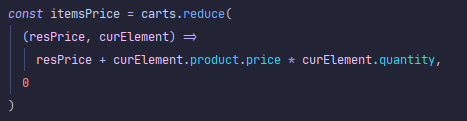 const itemsPrice = carts.reduce(
  (resPrice, curElement) =>
    resPrice + curElement.product.price * curElement.quantity,
  0
)